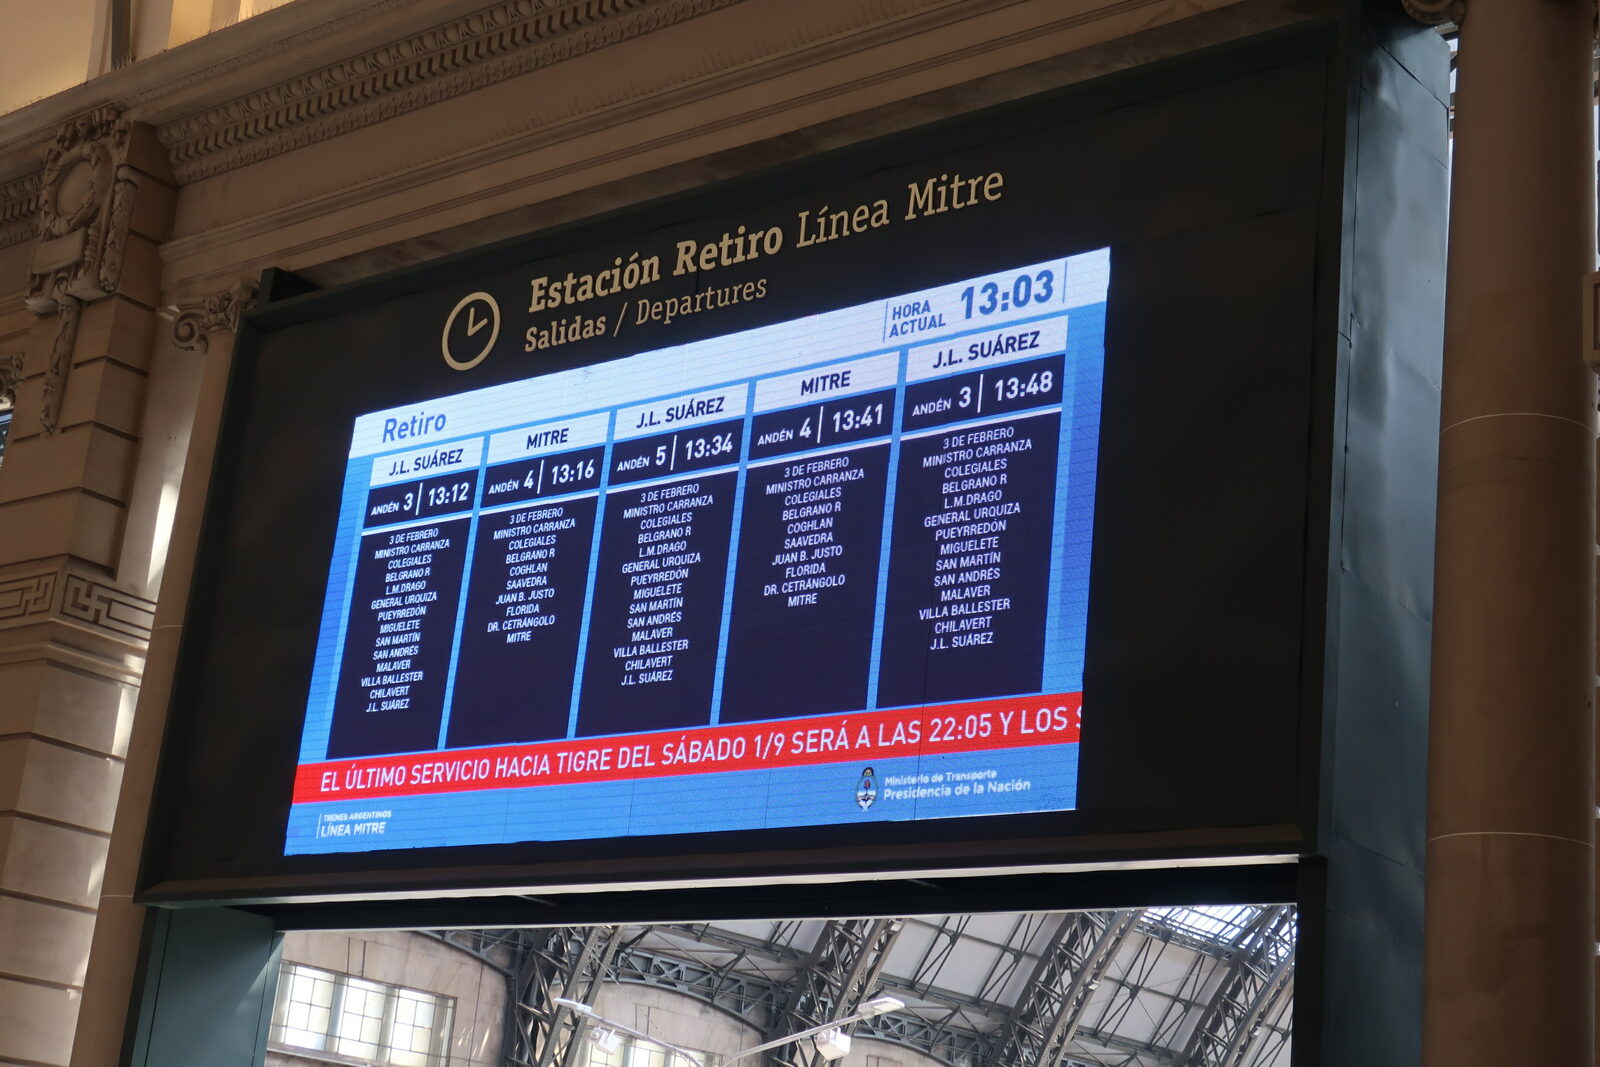 Estación Retiro Línea Mitre
Salidas / Departures
HORA ACTUAL 13:03
Retiro
J.L. SUÁREZ
ANDÉN 3 | 13:12
3 DE FEBRERO
MINISTRO CARRANZA
COLEGIALES
BELGRANO R
L.M.DRAGO
GENERAL URQUIZA
PUEYRREDÓN
MIGUELETE
SAN MARTÍN
SAN ANDRÉS
MALAVER
VILLA BALLESTER
CHILAVERT
J.L. SUÁREZ
MITRE
ANDÉN 4 | 13:16
3 DE FEBRERO
MINISTRO CARRANZA
COLEGIALES
BELGRANO R
COGHLAN
SAAVEDRA
JUAN B. JUSTO
FLORIDA
DR. CETRÁNGOLO
MITRE
J.L. SUÁREZ
ANDÉN 5 | 13:34
3 DE FEBRERO
MINISTRO CARRANZA
COLEGIALES
BELGRANO R
L.M.DRAGO
GENERAL URQUIZA
PUEYRREDÓN
MIGUELETE
SAN MARTÍN
SAN ANDRÉS
MALAVER
VILLA BALLESTER
CHILAVERT
J.L. SUÁREZ
MITRE
ANDÉN 4 | 13:41
3 DE FEBRERO
MINISTRO CARRANZA
COLEGIALES
BELGRANO R
COGHLAN
SAAVEDRA
JUAN B. JUSTO
FLORIDA
DR. CETRÁNGOLO
MITRE
J.L. SUÁREZ
ANDÉN 3 | 13:48
3 DE FEBRERO
MINISTRO CARRANZA
COLEGIALES
BELGRANO R
L.M.DRAGO
GENERAL URQUIZA
PUEYRREDÓN
MIGUELETE
SAN MARTÍN
SAN ANDRÉS
MALAVER
VILLA BALLESTER
CHILAVERT
J.L. SUÁREZ
EL ÚLTIMO SERVICIO HACIA TIGRE DEL SÁBADO 1/9 SERÁ A LAS 22:05 Y LOS S
TRENES ARGENTINOS
LÍNEA MITRE
Ministerio de Transporte
Presidencia de la Nación